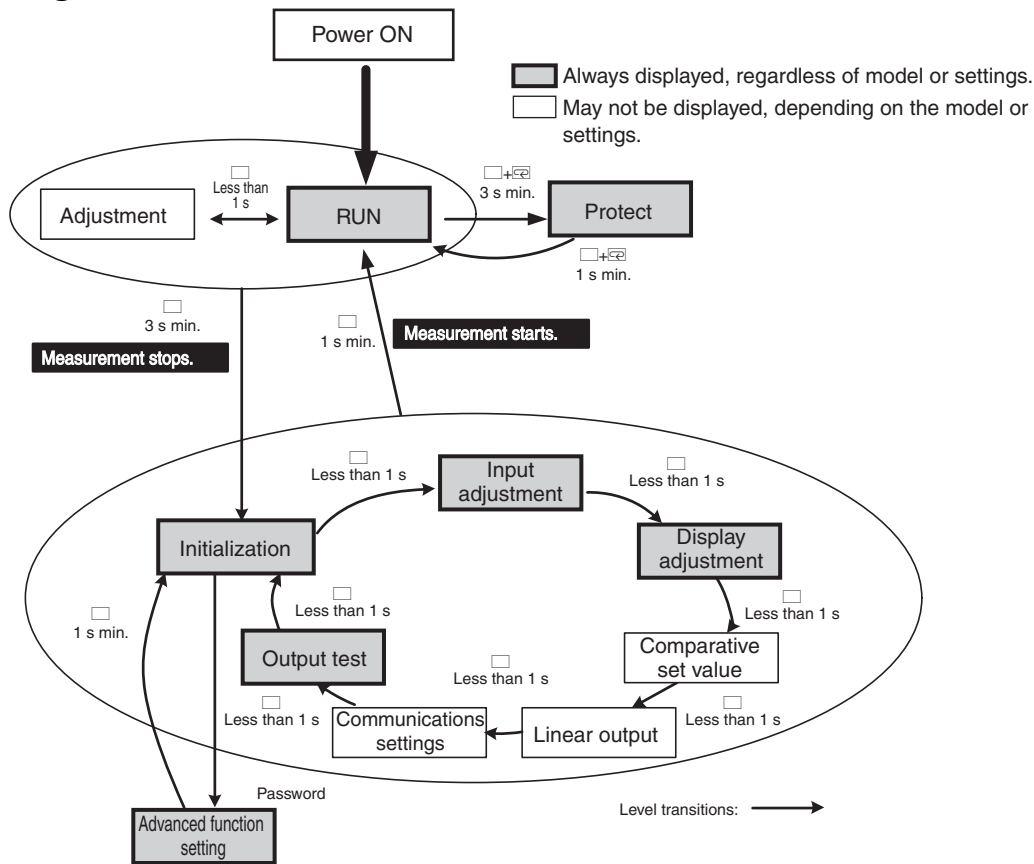 Power ON
Always displayed, regardless of model or settings.
May not be displayed, depending on the model or
settings.
Adjustment
Less than
1 s
RUN
+
3 s min.
Protect
+
1 s min.
3 s min.
Measurement stops.
1 s min.
Measurement starts.
Less than 1 s
Input
adjustment
Less than 1 s
Initialization
Display
adjustment
1 s min.
Less than 1 s
Less than 1 s
Output test
Comparative
set value
Less than 1 s
Less than 1 s
Communications
settings
Linear output
Less than 1 s
Password
Advanced function
setting
Level transitions: